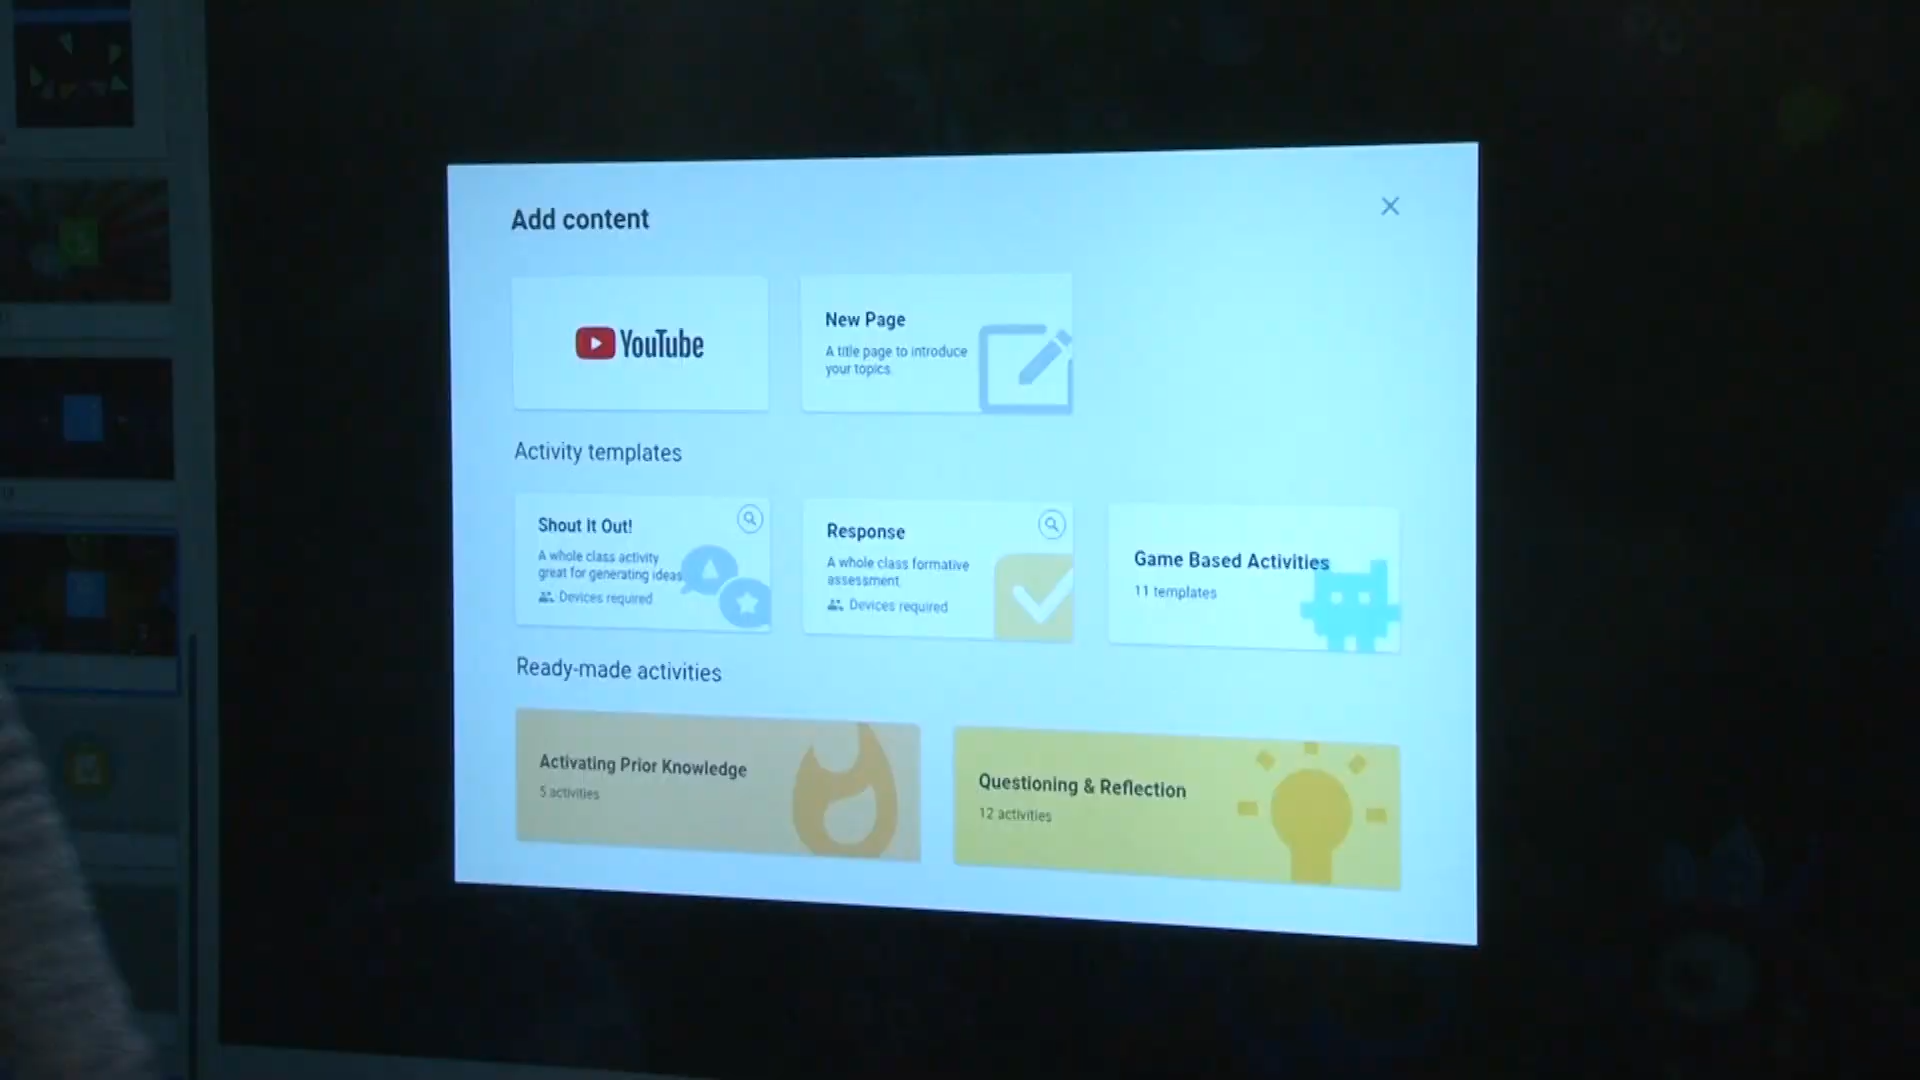 Add content
YouTube
New Page
A title page to introduce
your topics.
Activity templates
Shout It Out!
A whole class activity
great for generating ideas
Devices required
Response
A whole class formative
assessment
Devices required
Game Based Activities
11 templates
Ready-made activities
Activating Prior Knowledge
5 activities
Questioning & Reflection
12 activities